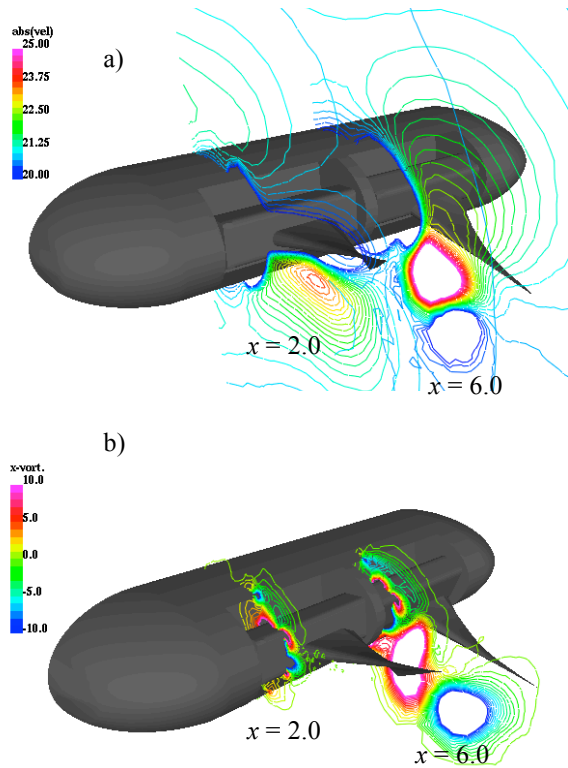 abs(vel)
25.00
23.75
22.50
21.25
20.00
a)
x = 2.0
x = 6.0
b)
x-vort.
10.0
5.0
0.0
-5.0
-10.0
x = 2.0
x = 6.0